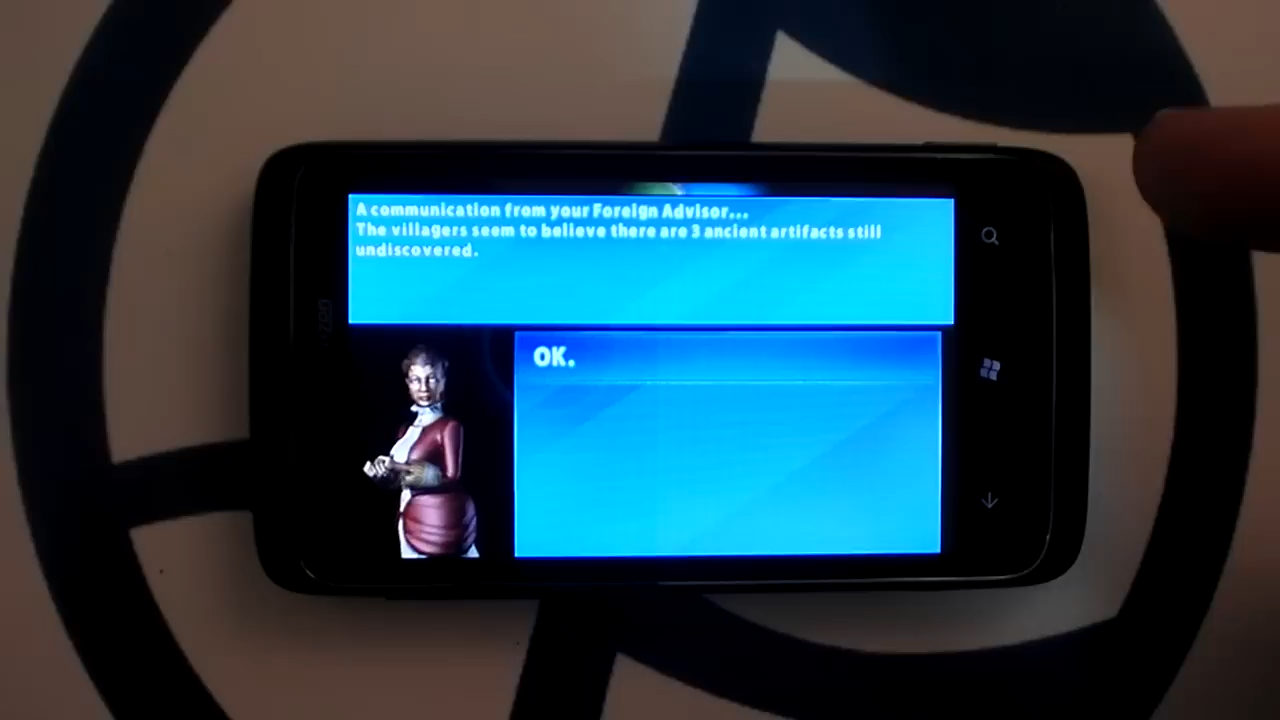 A communication from your Foreign Advisor...
The villagers seem to believe there are 3 ancient artifacts still
undiscovered.
OK.